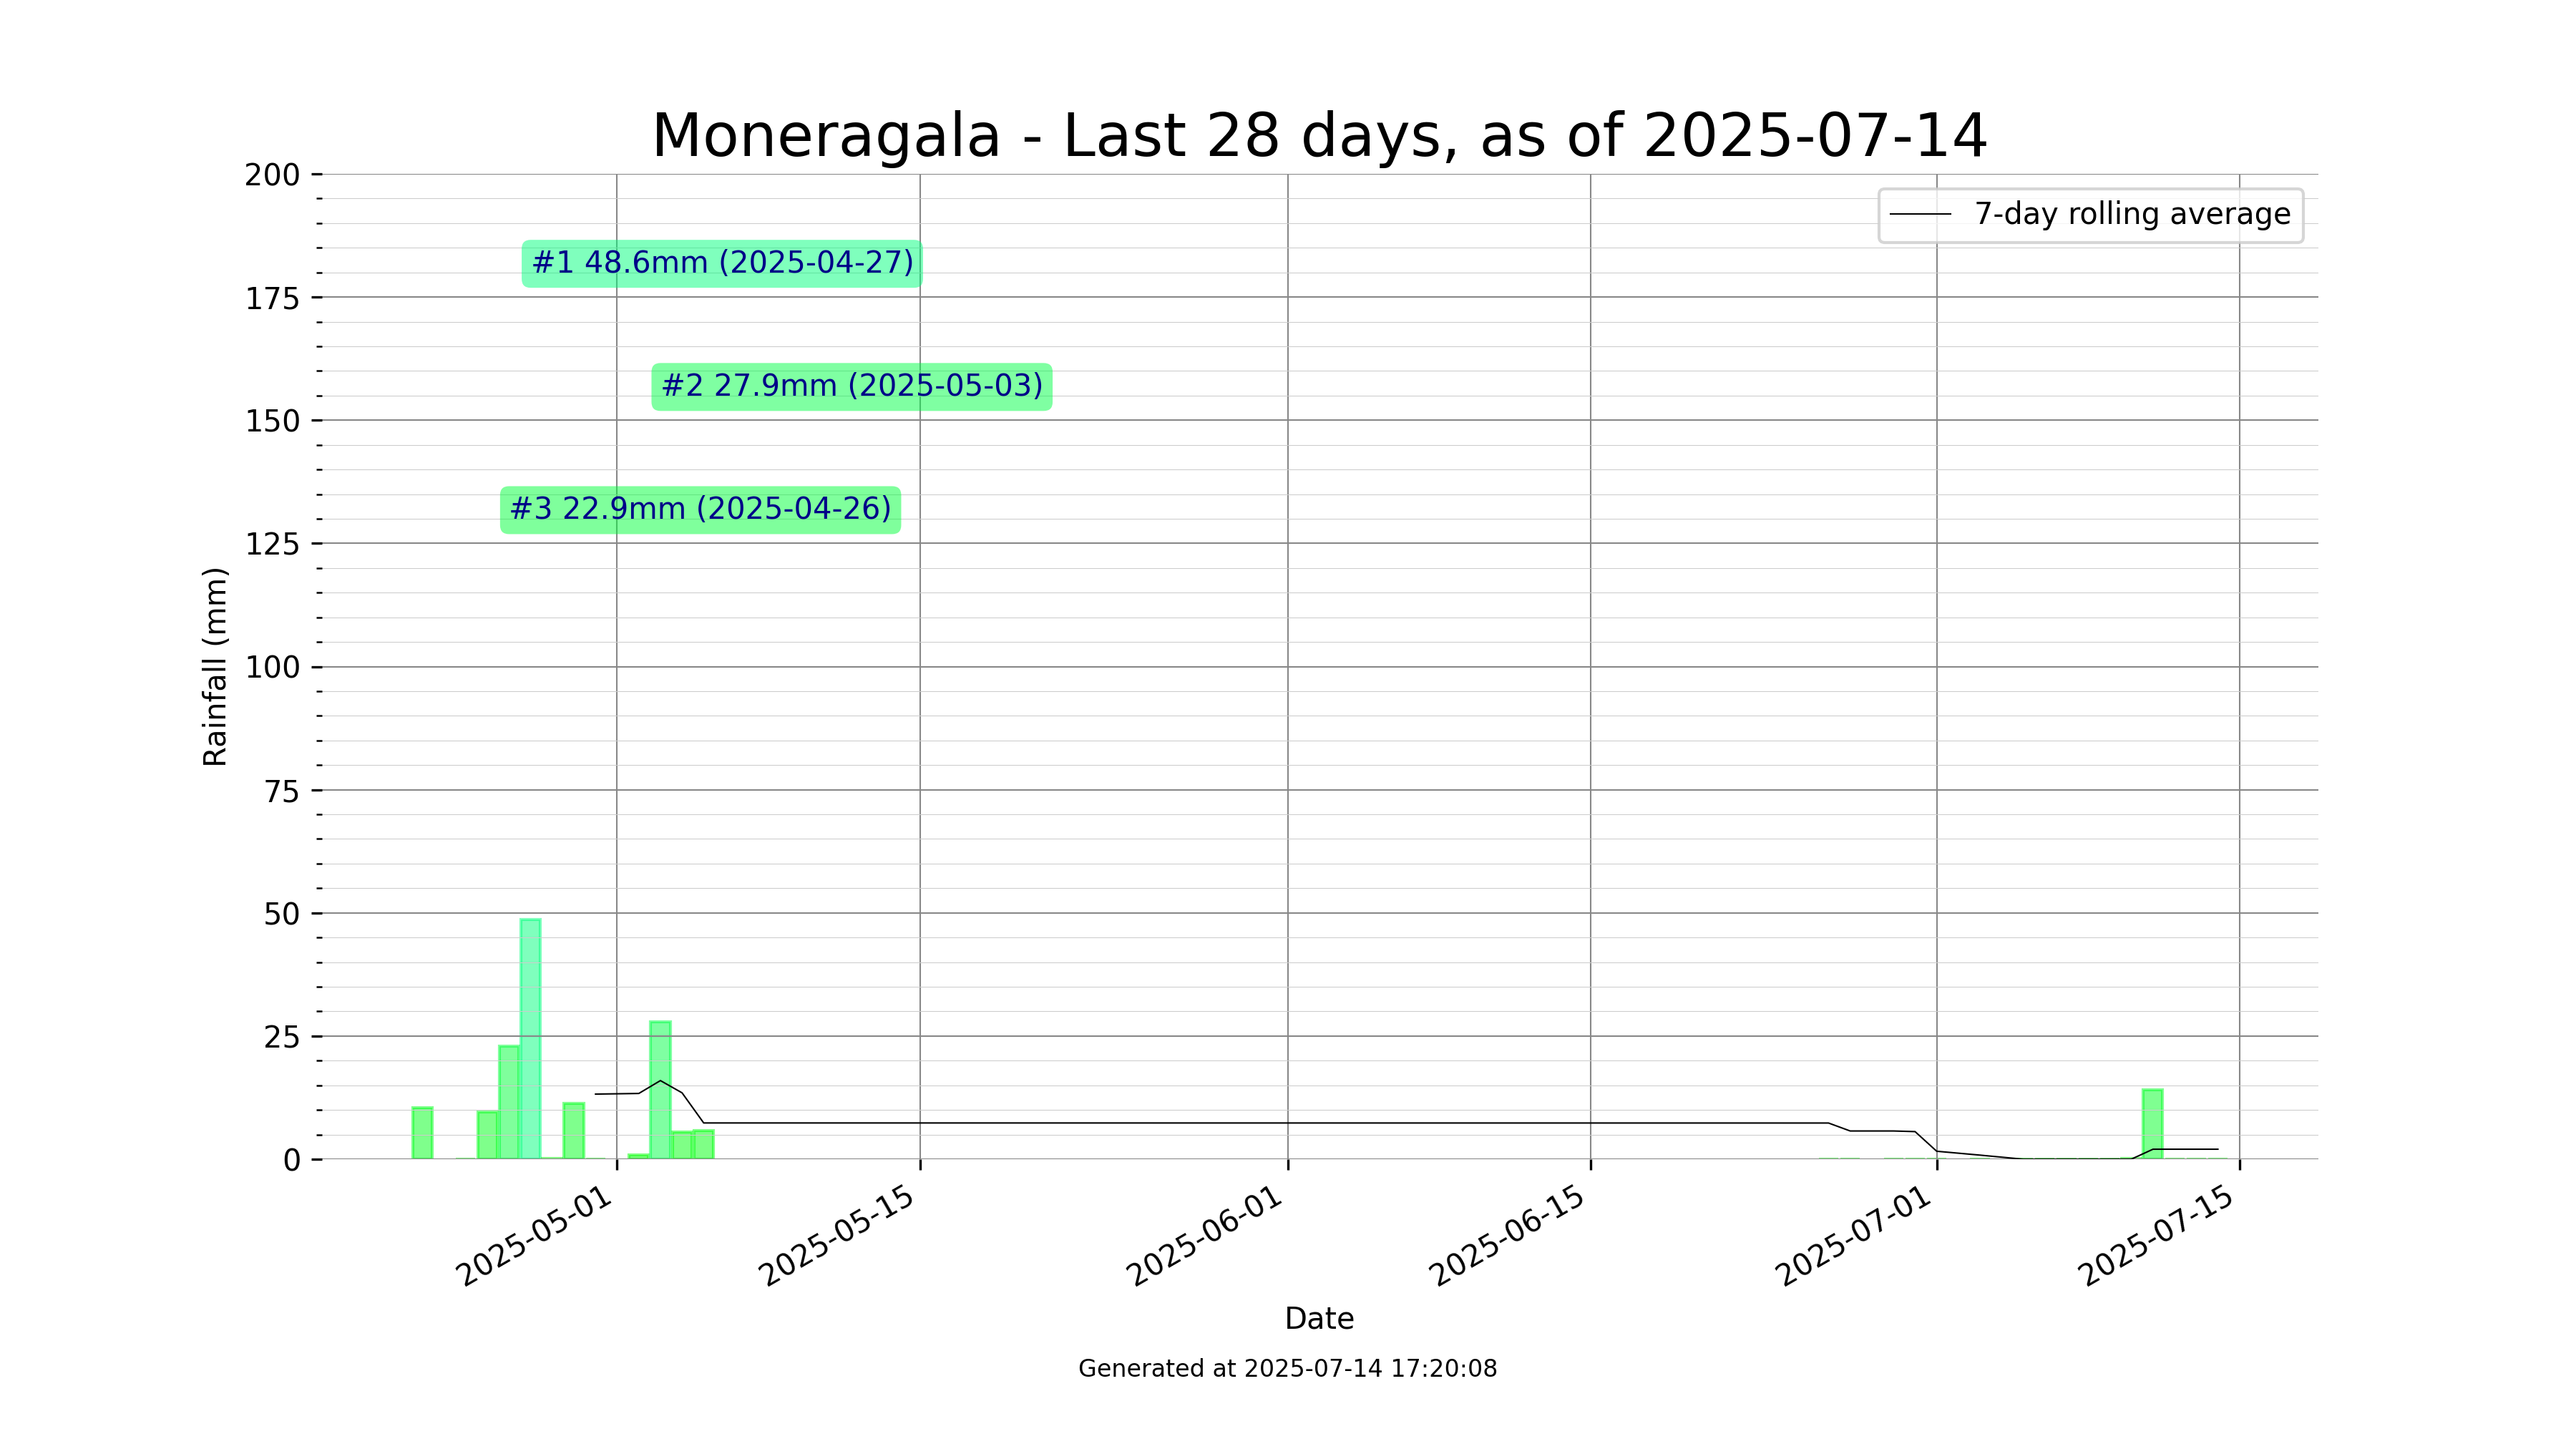 Moneragala - Last 28 days, as of 2025-07-14
200
175
150
125
100
75
50
25
0
Rainfall (mm)
7-day rolling average
#1 48.6mm (2025-04-27)
#2 27.9mm (2025-05-03)
#3 22.9mm (2025-04-26)
2025-05-01
2025-05-15
2025-06-01
2025-06-15
2025-07-01
2025-07-15
Date
Generated at 2025-07-14 17:20:08